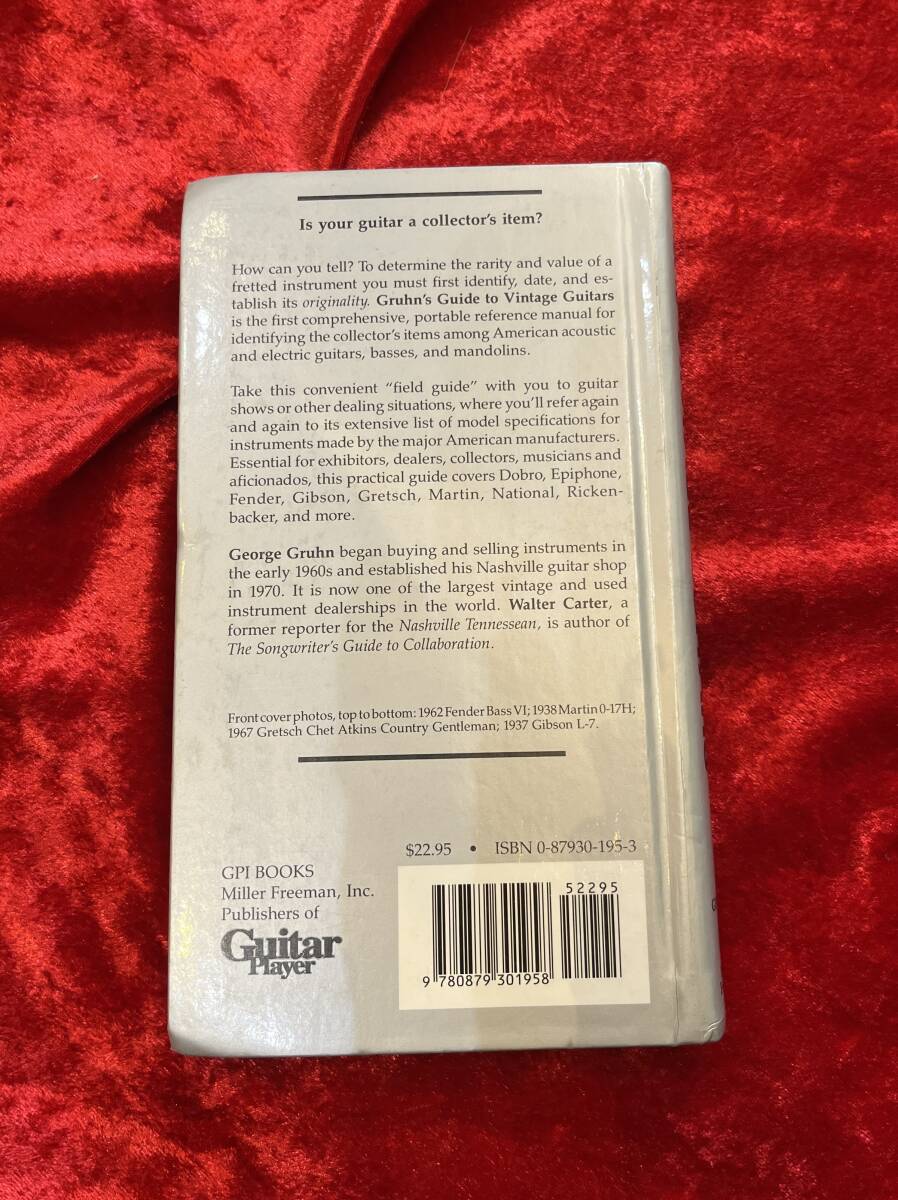 Is your guitar a collector's item?
How can you tell? To determine the rarity and value of a
fretted instrument you must first identify, date, and es-
tablish its originality. Gruhn's Guide to Vintage Guitars
is the first comprehensive, portable reference manual for
identifying the collector's items among American acoustic
and electric guitars, basses, and mandolins.
Take this convenient "field guide" with you to guitar
shows or other dealing situations, where you'll refer again
and again to its extensive list of model specifications for
instruments made by the major American manufacturers.
Essential for exhibitors, dealers, collectors, musicians and
aficionados, this practical guide covers Dobro, Epiphone,
Fender, Gibson, Gretsch, Martin, National, Ricken-
backer, and more.
George Gruhn began buying and selling instruments in
the early 1960s and established his Nashville guitar shop
in 1970. It is now one of the largest vintage and used
instrument dealerships in the world. Walter Carter, a
former reporter for the Nashville Tennessean, is author of
The Songwriter's Guide to Collaboration.
Front cover photos, top to bottom: 1962 Fender Bass VI; 1938 Martin 0-17H;
1967 Gretsch Chet Atkins Country Gentleman; 1937 Gibson L-7.
$22.95 • ISBN 0-87930-195-3
GPI BOOKS
Miller Freeman, Inc.
Publishers of
Guitar
Player
52295
9 780879 301958